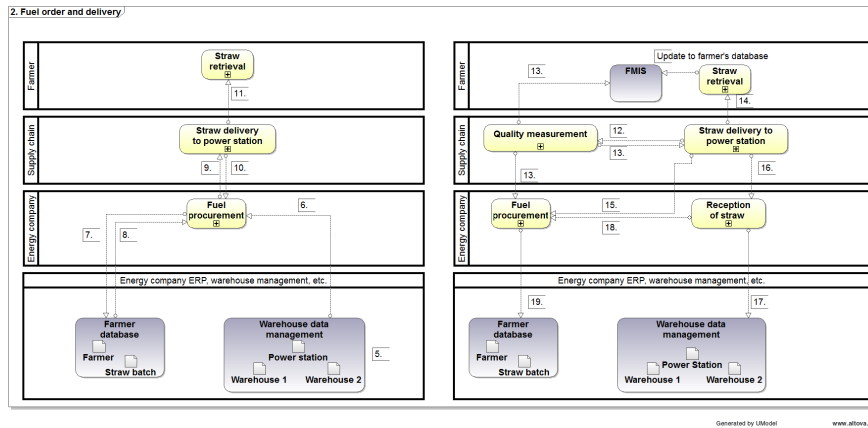 2. Fuel order and delivery
Farmer
Straw
retrieval
11.
Supply chain
Straw delivery
to power station
9.
10.
Energy company
Fuel
procurement
6.
7.
8.
Energy company ERP, warehouse management, etc.
Farmer
database
Farmer
Straw batch
Warehouse data
management
Power station
Warehouse 1
Warehouse 2
5.
Farmer
Update to farmer's database
13.
FMIS
Straw
retrieval
14.
Supply chain
Quality measurement
12.
13.
Straw delivery to
power station
13.
16.
Energy company
Fuel
procurement
15.
18.
Reception
of straw
Energy company ERP, warehouse management, etc.
19.
17.
Farmer
database
Farmer
Straw batch
Warehouse data
management
Power Station
Warehouse 1
Warehouse 2
Generated by UModel
www.altova.